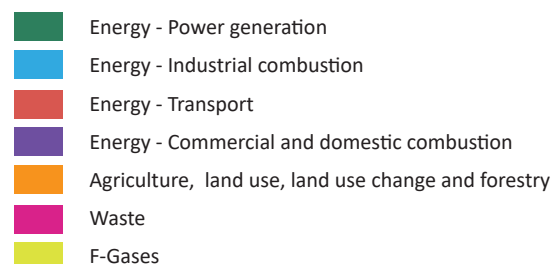 Energy - Power generation
Energy - Industrial combustion
Energy - Transport
Energy - Commercial and domestic combustion
Agriculture,  land use, land use change and forestry
Waste
F-Gases